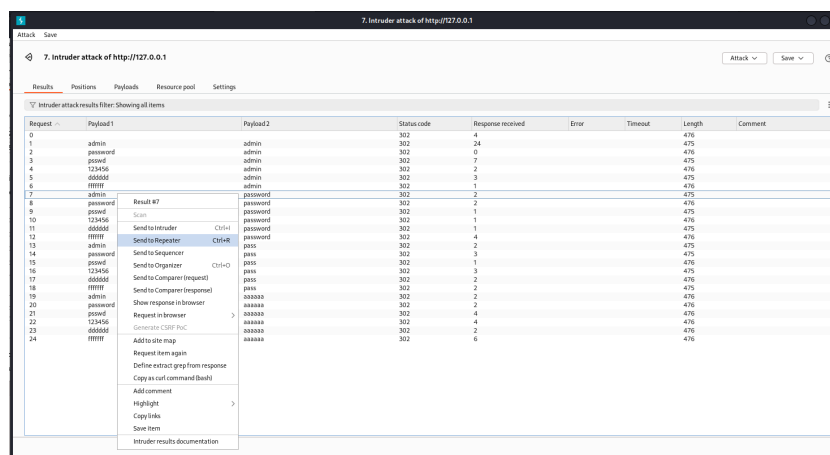 7. Intruder attack of http://127.0.0.1
Attack Save
7. Intruder attack of http://127.0.0.1
Attack Save
Results Positions Payloads Resource pool Settings
Intruder attack results filter: Showing all items
Request Payload 1 Payload 2 Status code Response received Error Timeout Length Comment
0 302 4 476
1 admin admin 302 24 475
2 password admin 302 0 476
3 psswd admin 302 7 475
4 123456 admin 302 2 476
5 dddddd admin 302 3 475
6 fffffff admin 302 1 476
7 admin password 302 2 475
8 password password 302 2 476
9 psswd password 302 1 475
10 123456 password 302 1 476
11 dddddd password 302 1 475
12 fffffff password 302 4 476
13 admin pass 302 2 475
14 password pass 302 3 476
15 psswd pass 302 1 475
16 123456 pass 302 3 476
17 dddddd pass 302 2 475
18 fffffff pass 302 2 475
19 admin aaaaaa 302 2 476
20 password aaaaaa 302 2 476
21 psswd aaaaaa 302 4 476
22 123456 aaaaaa 302 4 476
23 dddddd aaaaaa 302 2 476
24 fffffff aaaaaa 302 6 476
Result #7
Scan
Send to Intruder Ctrl+I
Send to Repeater Ctrl+R
Send to Sequencer
Send to Organizer Ctrl+O
Send to Comparer (request)
Send to Comparer (response)
Show response in browser
Request in browser
Generate CSRF PoC
Add to site map
Request item again
Define extract grep from response
Copy as curl command (bash)
Add comment
Highlight
Copy links
Save item
Intruder results documentation